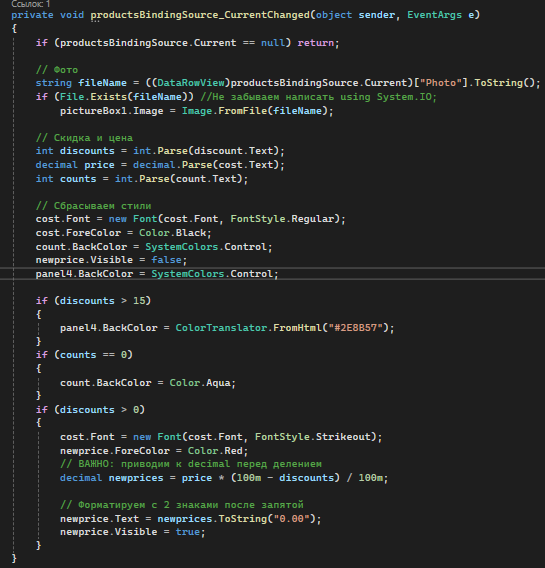 Ссылок: 1
private void productsBindingSource_CurrentChanged(object sender, EventArgs e)
{
if (productsBindingSource.Current == null) return;
// Фото
string fileName = ((DataRowView)productsBindingSource.Current)["Photo"].ToString();
if (File.Exists(fileName)) //Не забываем написать using System.IO;
pictureBox1.Image = Image.FromFile(fileName);
// Скидка и цена
int discounts = int.Parse(discount.Text);
decimal price = decimal.Parse(cost.Text);
int counts = int.Parse(count.Text);
// Сбрасываем стили
cost.Font = new Font(cost.Font, FontStyle.Regular);
cost.ForeColor = Color.Black;
count.BackColor = SystemColors.Control;
newprice.Visible = false;
panel4.BackColor = SystemColors.Control;
if (discounts > 15)
{
panel4.BackColor = ColorTranslator.FromHtml("#2E8B57");
}
if (counts == 0)
{
count.BackColor = Color.Aqua;
}
if (discounts > 0)
{
cost.Font = new Font(cost.Font, FontStyle.Strikeout);
newprice.ForeColor = Color.Red;
// ВАЖНО: приводим к decimal перед делением
decimal newprices = price * (100m - discounts) / 100m;
// Форматируем с 2 знаками после запятой
newprice.Text = newprices.ToString("0.00");
newprice.Visible = true;
}
}